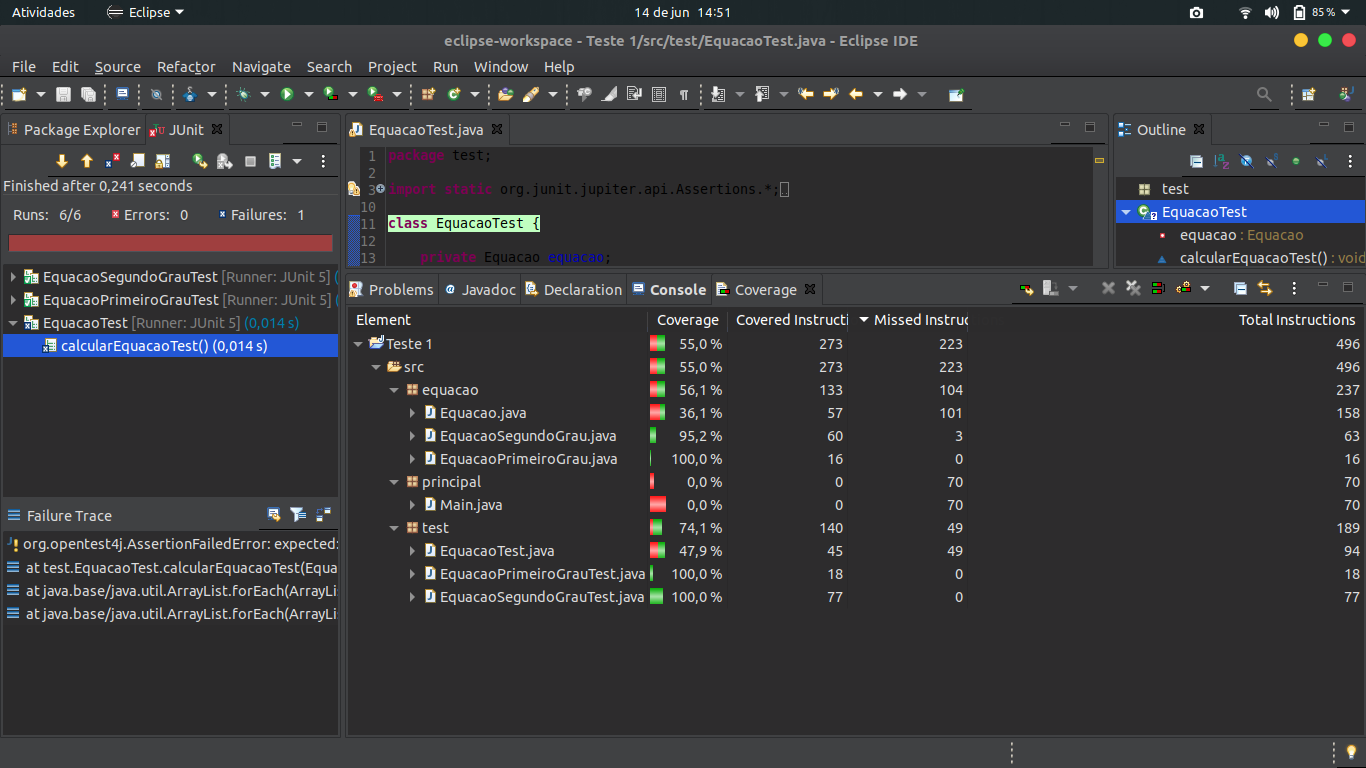 Atividades Eclipse 14 de jun 14:51 85 %
eclipse-workspace - Teste 1/src/test/EquacaoTest.java - Eclipse IDE
File Edit Source Refactor Navigate Search Project Run Window Help
Package Explorer JUnit
Finished after 0,241 seconds
Runs: 6/6 Errors: 0 Failures: 1
EquacaoSegundoGrauTest [Runner: JUnit 5] (
EquacaoPrimeiroGrauTest [Runner: JUnit 5] (
EquacaoTest [Runner: JUnit 5] (0,014 s)
calcularEquacaoTest() (0,014 s)
Failure Trace
org.opentest4j.AssertionFailedError: expected:
at test.EquacaoTest.calcularEquacaoTest(Equa
at java.base/java.util.ArrayList.forEach(ArrayLi
at java.base/java.util.ArrayList.forEach(ArrayLi
EquacaoTest.java
1 package test;
2
3 import static org.junit.jupiter.api.Assertions.*;
10
11 class EquacaoTest {
12
13 private Equacao equacao;
Outline
test
EquacaoTest
equacao : Equacao
calcularEquacaoTest() : void
Problems Javadoc Declaration Console Coverage
Element Coverage Covered Instructi Missed Instruc Total Instructions
Teste 1 55,0 % 273 223 496
src 55,0 % 273 223 496
equacao 56,1 % 133 104 237
Equacao.java 36,1 % 57 101 158
EquacaoSegundoGrau.java 95,2 % 60 3 63
EquacaoPrimeiroGrau.java 100,0 % 16 0 16
principal 0,0 % 0 70 70
Main.java 0,0 % 0 70 70
test 74,1 % 140 49 189
EquacaoTest.java 47,9 % 45 49 94
EquacaoPrimeiroGrauTest.java 100,0 % 18 0 18
EquacaoSegundoGrauTest.java 100,0 % 77 0 77